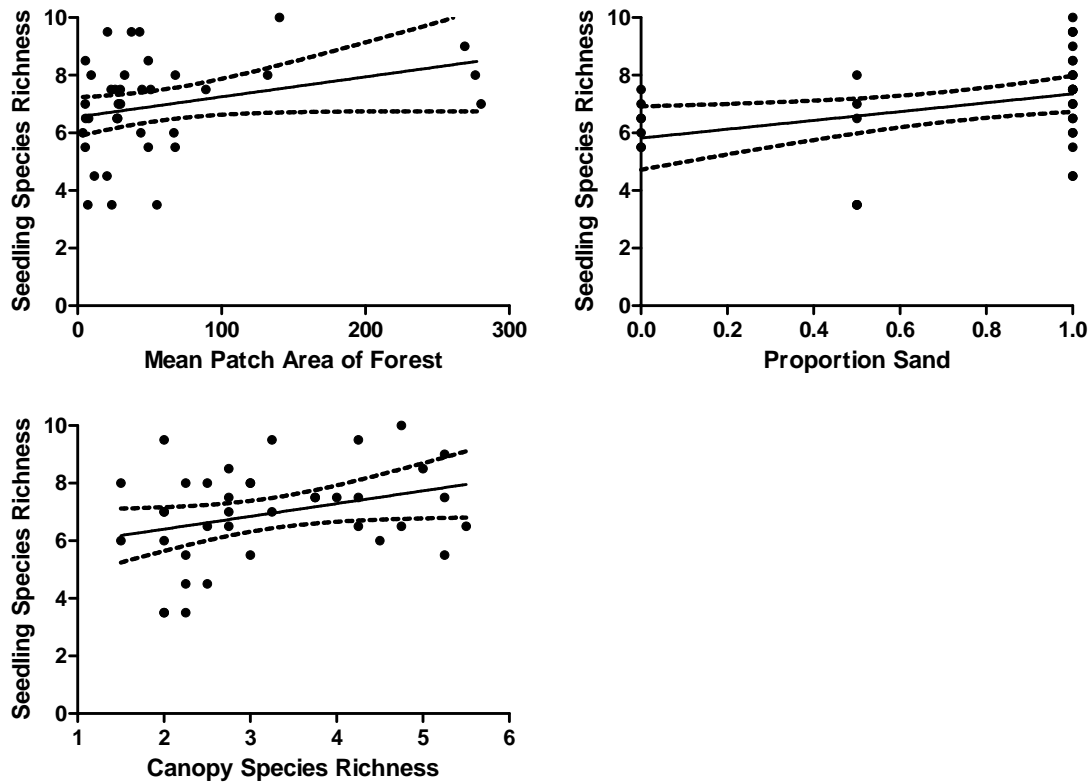 Seedling Species Richness
10
8
6
4
2
0
0 100 200 300
Mean Patch Area of Forest
Seedling Species Richness
10
8
6
4
2
0
0.0 0.2 0.4 0.6 0.8 1.0
Proportion Sand
Seedling Species Richness
10
8
6
4
2
0
1 2 3 4 5 6
Canopy Species Richness